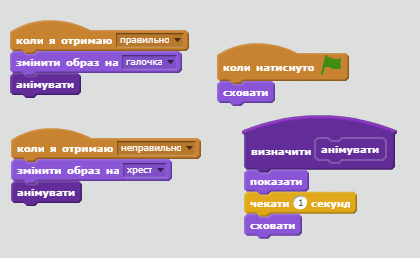 коли я отримаю правильно
змінити образ на галочка
анімувати
коли натиснуто
сховати
коли я отримаю неправильно
змінити образ на хрест
анімувати
визначити анімувати
показати
чекати 1 секунд
сховати